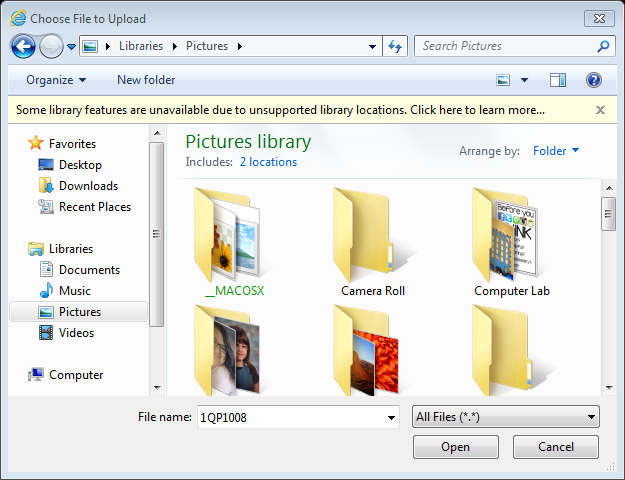 Choose File to Upload
Libraries Pictures
Search Pictures
Organize New folder
Some library features are unavailable due to unsupported library locations. Click here to learn more...
Favorites
Desktop
Downloads
Recent Places
Libraries
Documents
Music
Pictures
Videos
Computer
Pictures library
Includes: 2 locations
Arrange by: Folder
Before you
__MACOSX
Camera Roll
Computer Lab
File name: 1QP1008
All Files (*.*)
Open Cancel